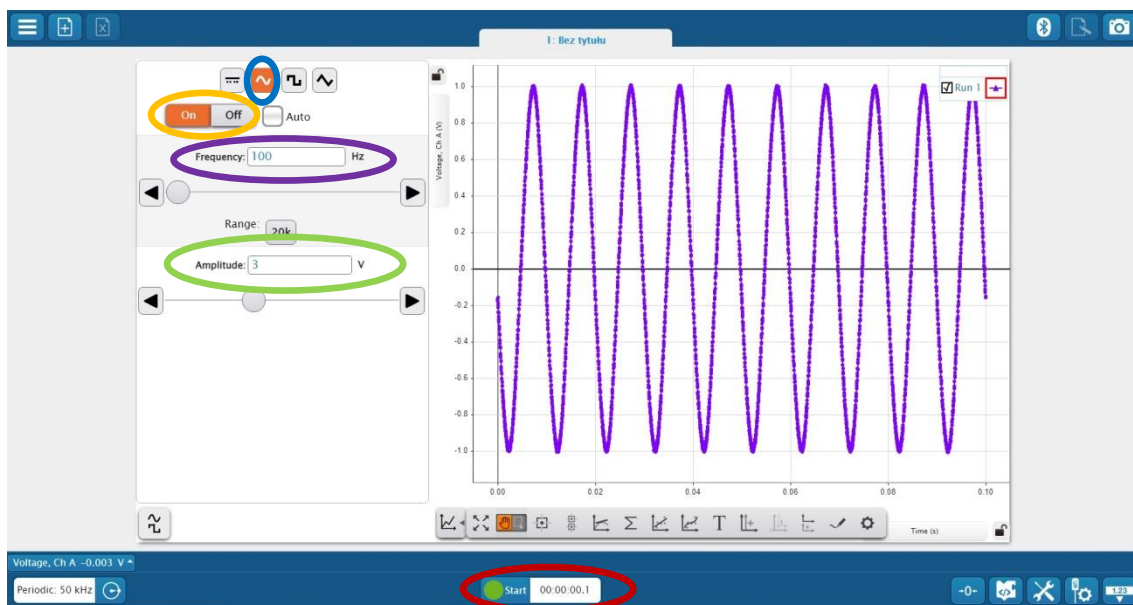 1: Bez tytułu
On Off Auto
Frequency: 100 Hz
Range: 20k
Amplitude: 3 V
Run 1
Voltage, Ch A (V)
1.0
0.8
0.6
0.4
0.2
0.0
-0.2
-0.4
-0.6
-0.8
-1.0
0.00 0.02 0.04 0.06 0.08 0.10
Time (s)
Σ T
Voltage, Ch A -0.003 V
Periodic: 50 kHz
Start 00:00:00.1
-0-
1.23